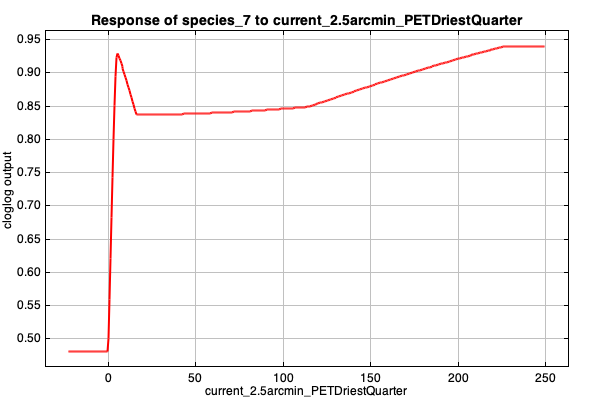 Response of species_7 to current_2.5arcmin_PETDriestQuarter
0.95
0.90
0.85
0.80
0.75
0.70
0.65
0.60
0.55
0.50
cloglog output
0 50 100 150 200 250
current_2.5arcmin_PETDriestQuarter